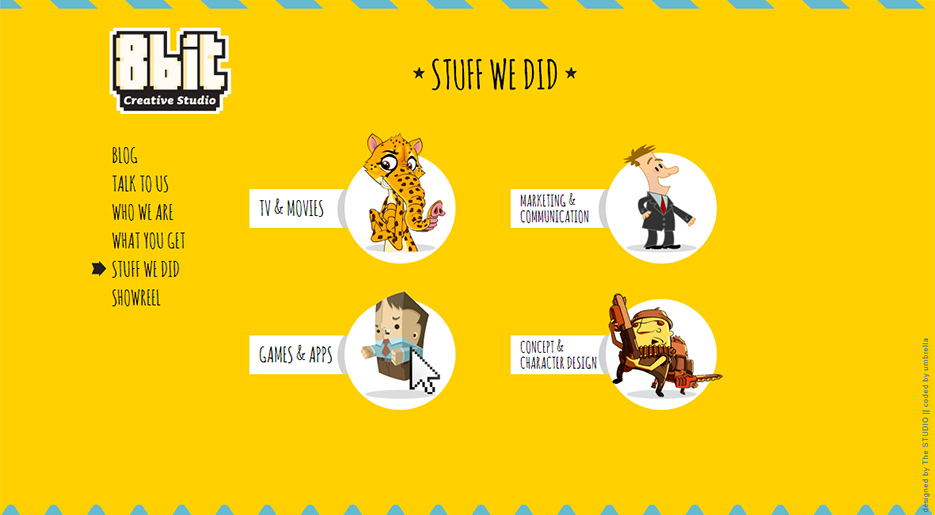 8bit
Creative Studio
STUFF WE DID
BLOG
TALK TO US
WHO WE ARE
WHAT YOU GET
STUFF WE DID
SHOWREEL
TV & MOVIES
MARKETING &
COMMUNICATION
GAMES & APPS
CONCEPT &
CHARACTER DESIGN
designed by The STUDIO || coded by umbrella